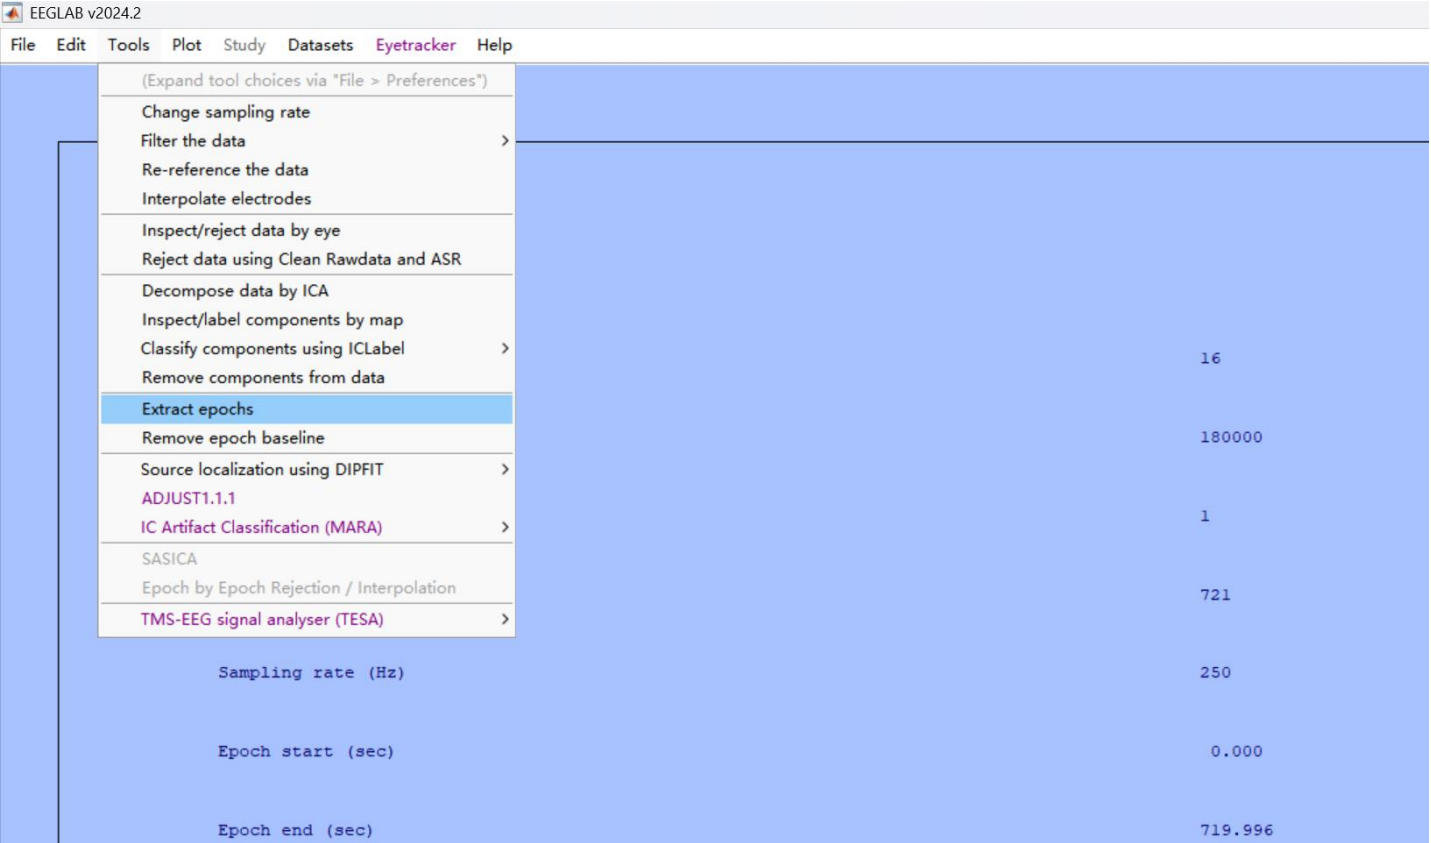 EEGLAB v2024.2
File Edit Tools Plot Study Datasets Eyetracker Help
(Expand tool choices via "File > Preferences")
Change sampling rate
Filter the data
Re-reference the data
Interpolate electrodes
Inspect/reject data by eye
Reject data using Clean Rawdata and ASR
Decompose data by ICA
Inspect/label components by map
Classify components using ICLabel
16
Remove components from data
Extract epochs
Remove epoch baseline
180000
Source localization using DIPFIT
ADJUST1.1.1
1
IC Artifact Classification (MARA)
SASICA
Epoch by Epoch Rejection / Interpolation
721
TMS-EEG signal analyser (TESA)
Sampling rate (Hz) 250
Epoch start (sec) 0.000
Epoch end (sec) 719.996